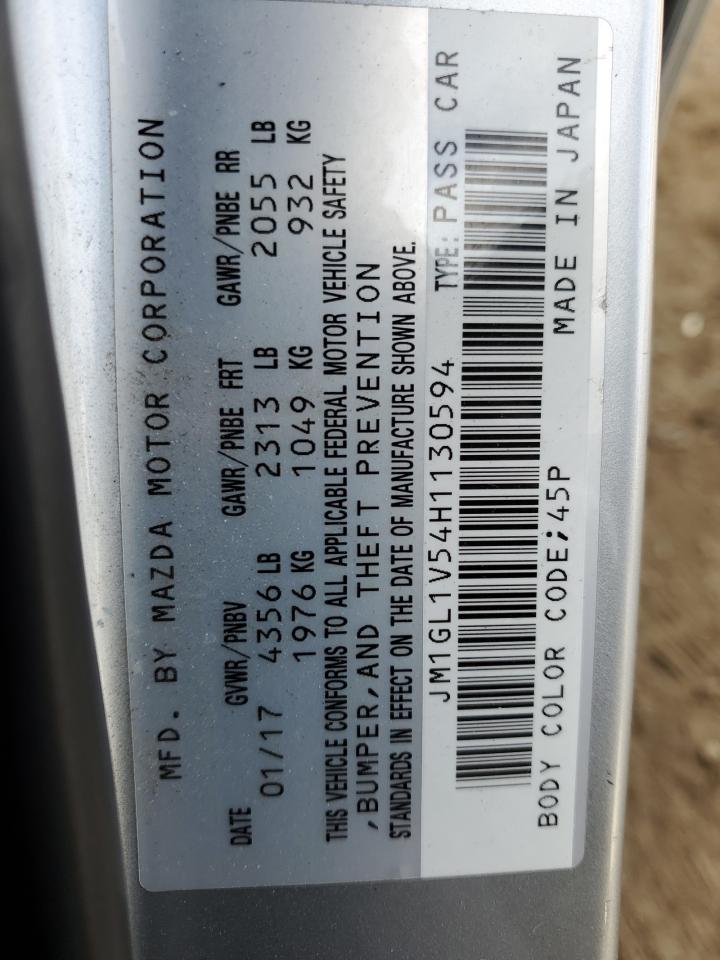 MFD. BY MAZDA MOTOR CORPORATION
DATE GVWR/PNBV GAWR/PNBE FRT GAWR/PNBE RR
01/17 4356 LB 2313 LB 2055 LB
1976 KG 1049 KG 932 KG
THIS VEHICLE CONFORMS TO ALL APPLICABLE FEDERAL MOTOR VEHICLE SAFETY
,BUMPER,AND THEFT PREVENTION
STANDARDS IN EFFECT ON THE DATE OF MANUFACTURE SHOWN ABOVE.
JM1GL1V54H1130594 TYPE: PASS CAR
BODY COLOR CODE;45P MADE IN JAPAN